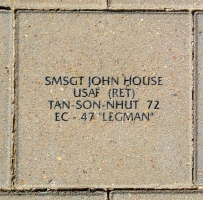 SMSGT JOHN HOUSE
USAF (RET)
TAN-SON-NHUT 72
EC - 47 "LEGMAN"